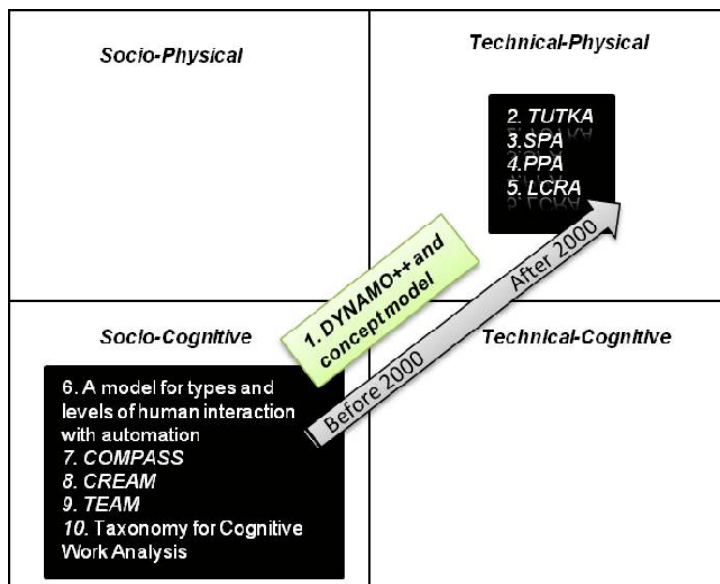 Socio-Physical
Technical-Physical
2. TUTKA
3.SPA
4.PPA
5. LCRA
1. DYNAMO++ and
concept model
Before 2000
After 2000
Socio-Cognitive
Technical-Cognitive
6. A model for types and
levels of human interaction
with automation
7. COMPASS
8. CREAM
9. TEAM
10. Taxonomy for Cognitive
Work Analysis